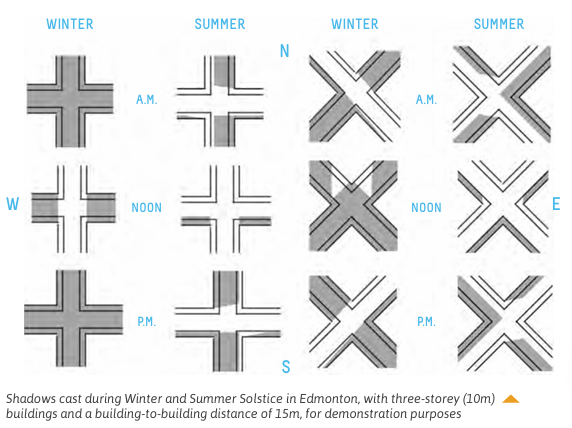 WINTER SUMMER WINTER SUMMER
N
A.M. A.M.
W NOON NOON E
P.M. P.M.
S
Shadows cast during Winter and Summer Solstice in Edmonton, with three-storey (10m)
buildings and a building-to-building distance of 15m, for demonstration purposes